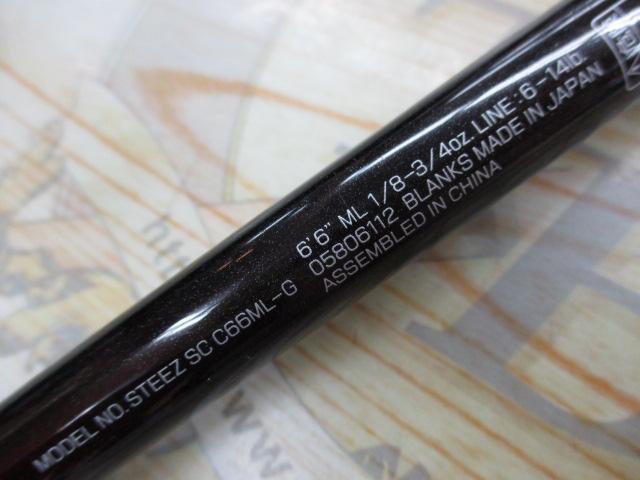 MODEL NO. STEEZ SC C66ML-G
6'6" ML 1/8-3/4oz. LINE : 6-14lb.
05806112 BLANKS MADE IN JAPAN
ASSEMBLED IN CHINA